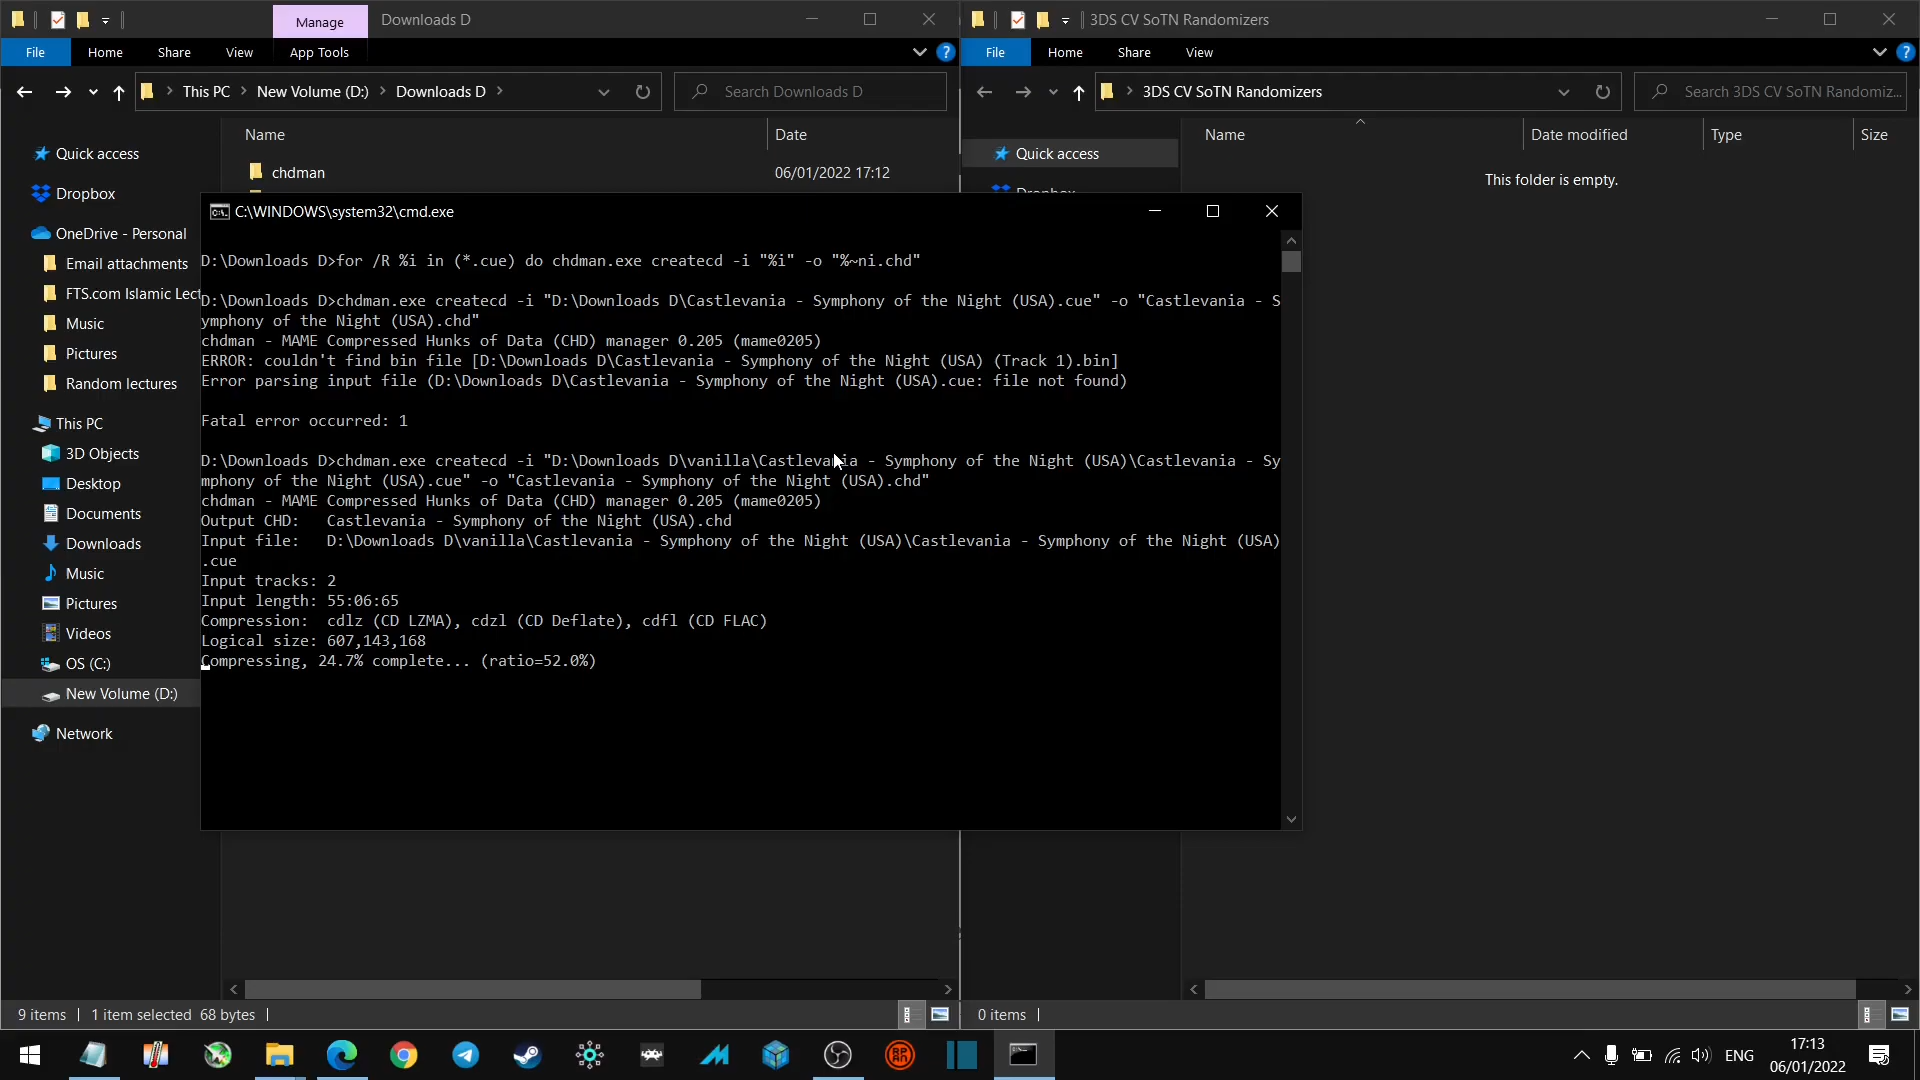 Manage
Downloads D
3DS CV SoTN Randomizers
File
Home
Share
View
App Tools
File
Home
Share
View
This PC
New Volume (D:)
Downloads D
Search Downloads D
3DS CV SoTN Randomizers
Search 3DS CV SoTN Randomiz...
Name
Date
Name
Date modified
Type
Size
Quick access
Dropbox
OneDrive - Personal
Email attachments
FTS.com Islamic Lect
Music
Pictures
Random lectures
This PC
3D Objects
Desktop
Documents
Downloads
Music
Pictures
Videos
OS (C:)
New Volume (D:)
Network
chdman
06/01/2022 17:12
Quick access
Dropbox
This folder is empty.
C:\WINDOWS\system32\cmd.exe
D:\Downloads D>for /R %i in (*.cue) do chdman.exe createcd -i "%i" -o "%~ni.chd"
D:\Downloads D>chdman.exe createcd -i "D:\Downloads D\Castlevania - Symphony of the Night (USA).cue" -o "Castlevania - S
ymphony of the Night (USA).chd"
chdman - MAME Compressed Hunks of Data (CHD) manager 0.205 (mame0205)
ERROR: couldn't find bin file [D:\Downloads D\Castlevania - Symphony of the Night (USA) (Track 1).bin]
Error parsing input file (D:\Downloads D\Castlevania - Symphony of the Night (USA).cue: file not found)
Fatal error occurred: 1
D:\Downloads D>chdman.exe createcd -i "D:\Downloads D\vanilla\Castlevania - Symphony of the Night (USA)\Castlevania - Sy
mphony of the Night (USA).cue" -o "Castlevania - Symphony of the Night (USA).chd"
chdman - MAME Compressed Hunks of Data (CHD) manager 0.205 (mame0205)
Output CHD:   Castlevania - Symphony of the Night (USA).chd
Input file:   D:\Downloads D\vanilla\Castlevania - Symphony of the Night (USA)\Castlevania - Symphony of the Night (USA)
.cue
Input tracks: 2
Input length: 55:06:65
Compression:  cdlz (CD LZMA), cdzl (CD Deflate), cdfl (CD FLAC)
Logical size: 607,143,168
Compressing, 24.7% complete... (ratio=52.0%)
9 items
1 item selected 68 bytes
0 items
ENG
17:13
06/01/2022